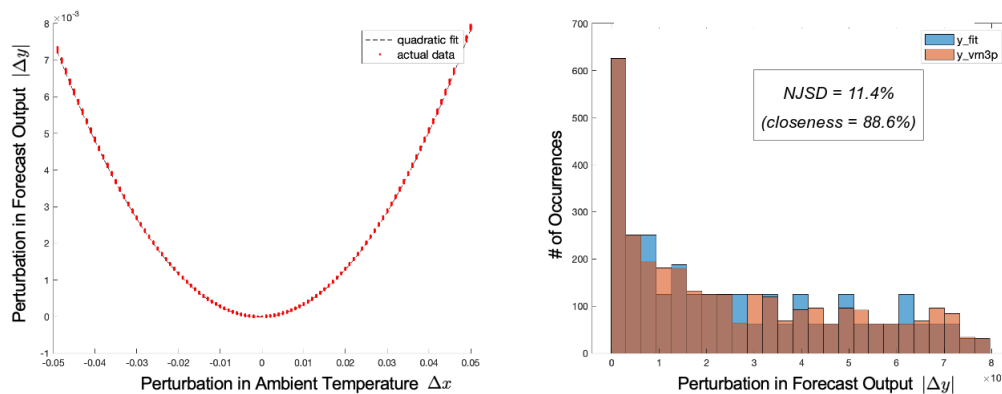 ×10⁻³
8
7
6
5
4
3
2
1
0
-1
Perturbation in Forecast Output |Δy|
quadratic fit
actual data
-0.05 -0.04 -0.03 -0.02 -0.01 0 0.01 0.02 0.03 0.04 0.05
Perturbation in Ambient Temperature Δx
700
600
500
400
300
200
100
0
# of Occurrences
y_fit
y_vrn3p
NJSD = 11.4%
(closeness = 88.6%)
0 1 2 3 4 5 6 7 8
×10
Perturbation in Forecast Output |Δy|